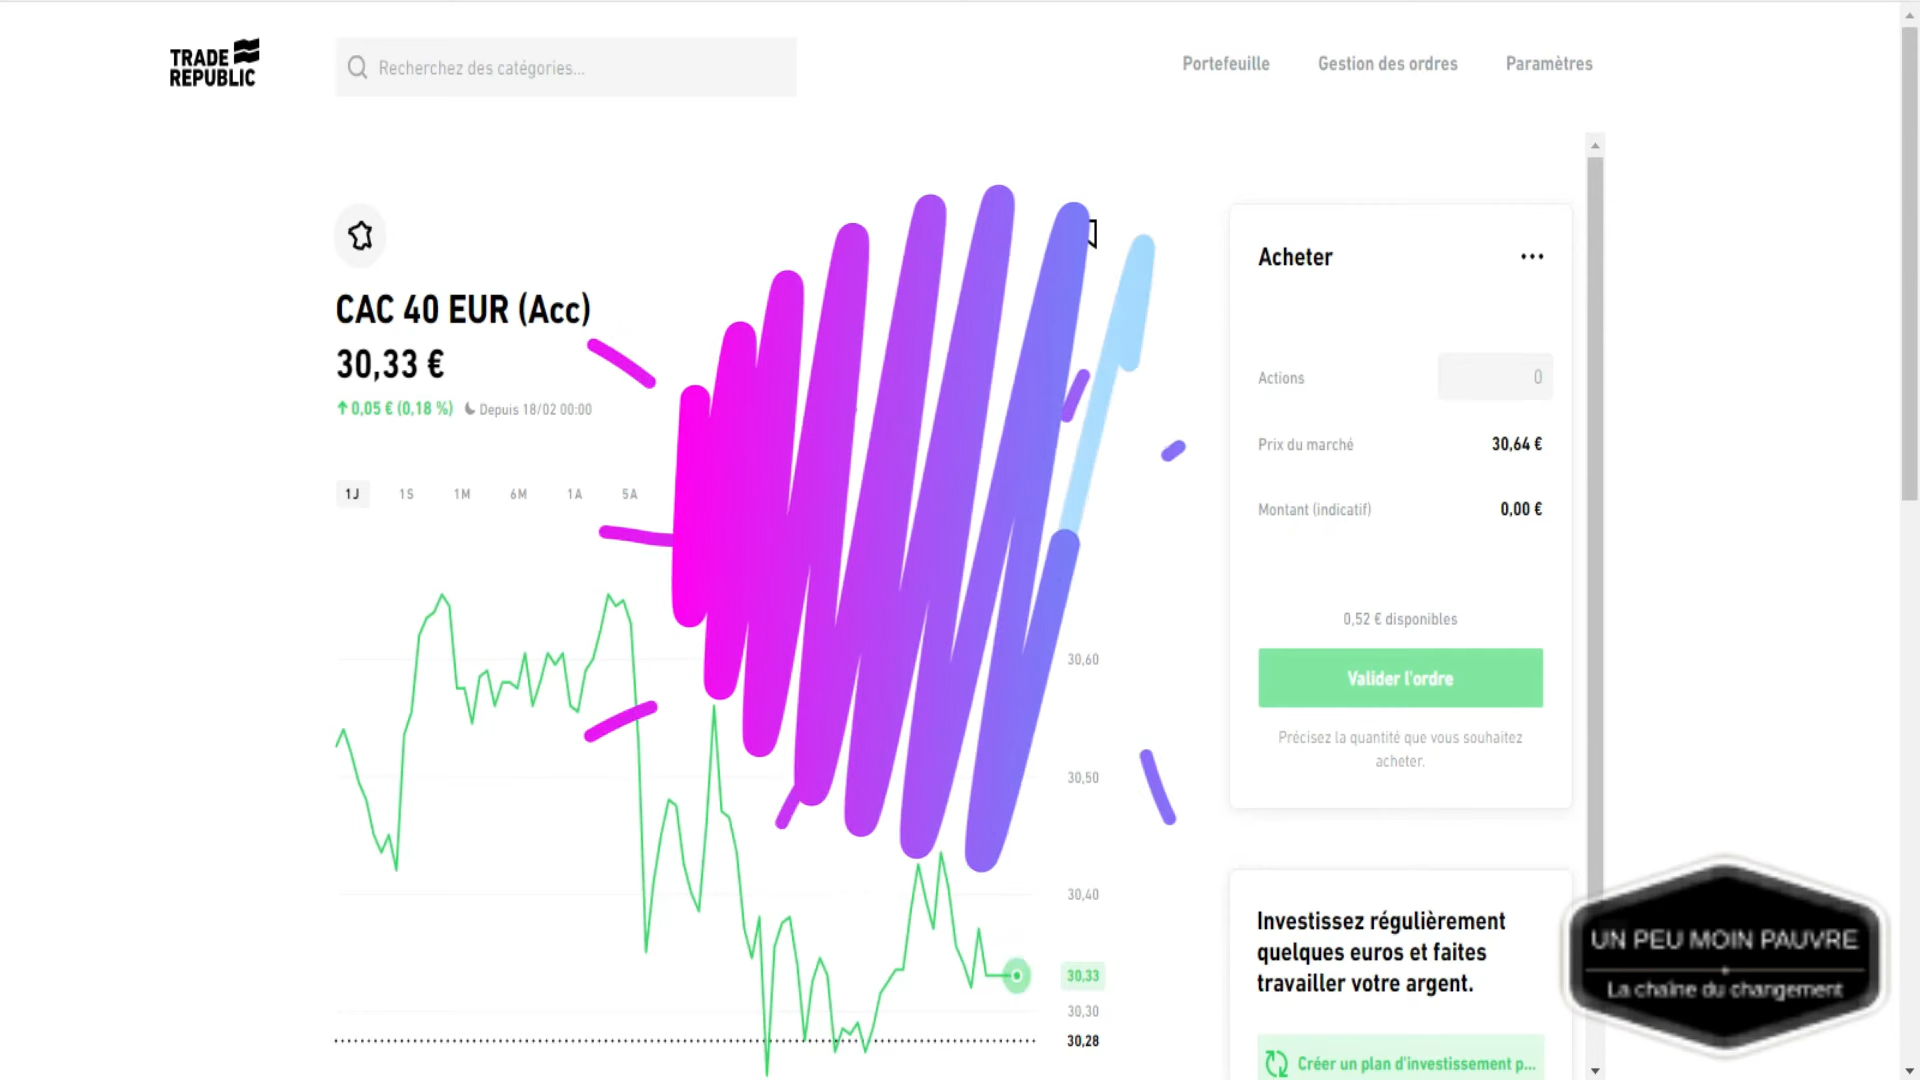 TRADE
REPUBLIC
Recherchez des catégories...
Portefeuille
Gestion des ordres
Paramètres
CAC 40 EUR (Acc)
30,33 €
0,05 € (0,18 %)
Depuis 18/02 00:00
1J
1S
1M
6M
1A
5A
30,60
30,50
30,40
30,33
30,30
30,28
Acheter
Actions
0
Prix du marché
30,64 €
Montant (indicatif)
0,00 €
0,52 € disponibles
Valider l'ordre
Précisez la quantité que vous souhaitez
acheter.
Investissez régulièrement
quelques euros et faites
travailler votre argent.
Créer un plan d'investissement p...
UN PEU MOIN PAUVRE
La chaîne du changement